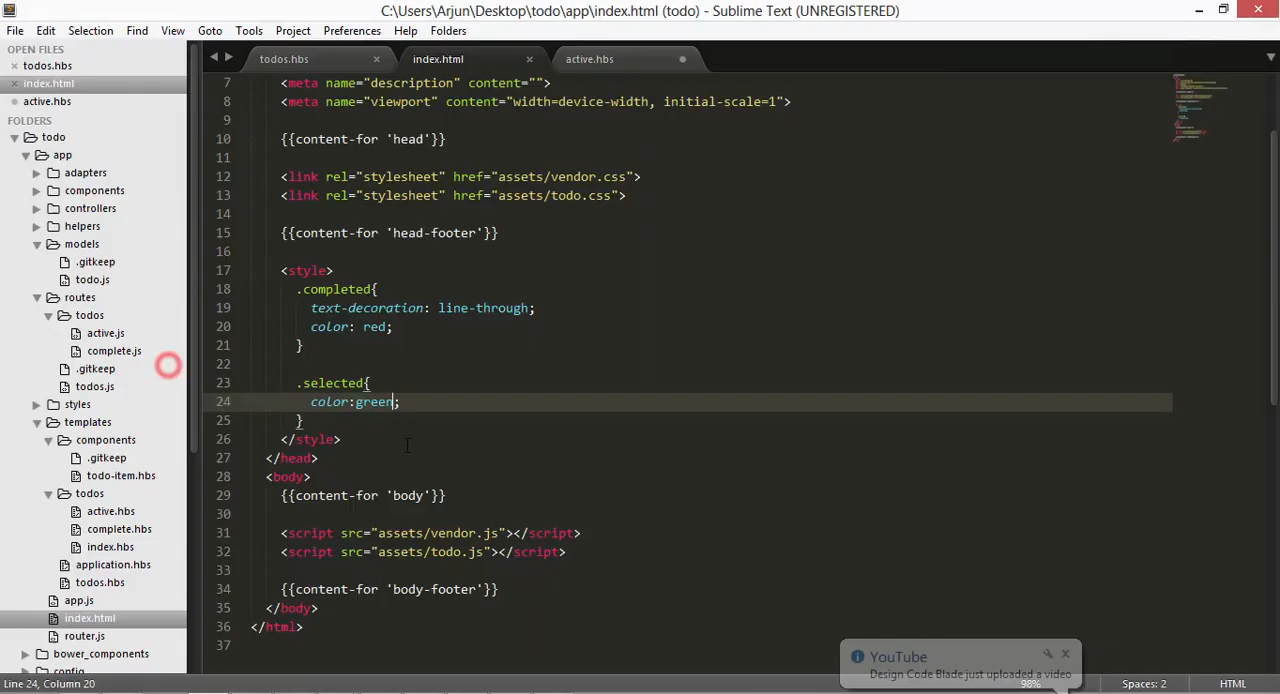 C:\Users\Arjun\Desktop\todo\app\index.html (todo) - Sublime Text (UNREGISTERED)
File Edit Selection Find View Goto Tools Project Preferences Help Folders
OPEN FILES
todos.hbs
index.html
active.hbs
FOLDERS
todo
app
adapters
components
controllers
helpers
models
.gitkeep
todo.js
routes
todos
active.js
complete.js
.gitkeep
todos.js
styles
templates
components
.gitkeep
todo-item.hbs
todos
active.hbs
complete.hbs
index.hbs
application.hbs
todos.hbs
app.js
index.html
router.js
bower_components
config
todos.hbs index.html active.hbs
7 <meta name="description" content="">
8 <meta name="viewport" content="width=device-width, initial-scale=1">
9
10 {{content-for 'head'}}
11
12 <link rel="stylesheet" href="assets/vendor.css">
13 <link rel="stylesheet" href="assets/todo.css">
14
15 {{content-for 'head-footer'}}
16
17 <style>
18 .completed{
19 text-decoration: line-through;
20 color: red;
21 }
22
23 .selected{
24 color:green;
25 }
26 </style>
27 </head>
28 <body>
29 {{content-for 'body'}}
30
31 <script src="assets/vendor.js"></script>
32 <script src="assets/todo.js"></script>
33
34 {{content-for 'body-footer'}}
35 </body>
36 </html>
37
YouTube
Design Code Blade just uploaded a video
Line 24, Column 20 98% Spaces: 2 HTML